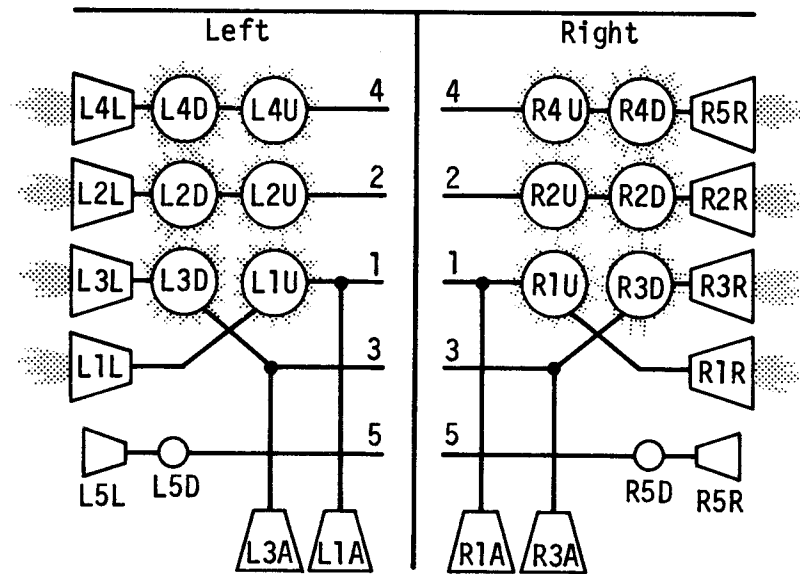 Left Right
L4L L4D L4U 4 4 R4U R4D R5R
L2L L2D L2U 2 2 R2U R2D R2R
L3L L3D L1U 1 1 R1U R3D R3R
L1L 3 3 R1R
5 5
L5L L5D R5D R5R
L3A L1A R1A R3A